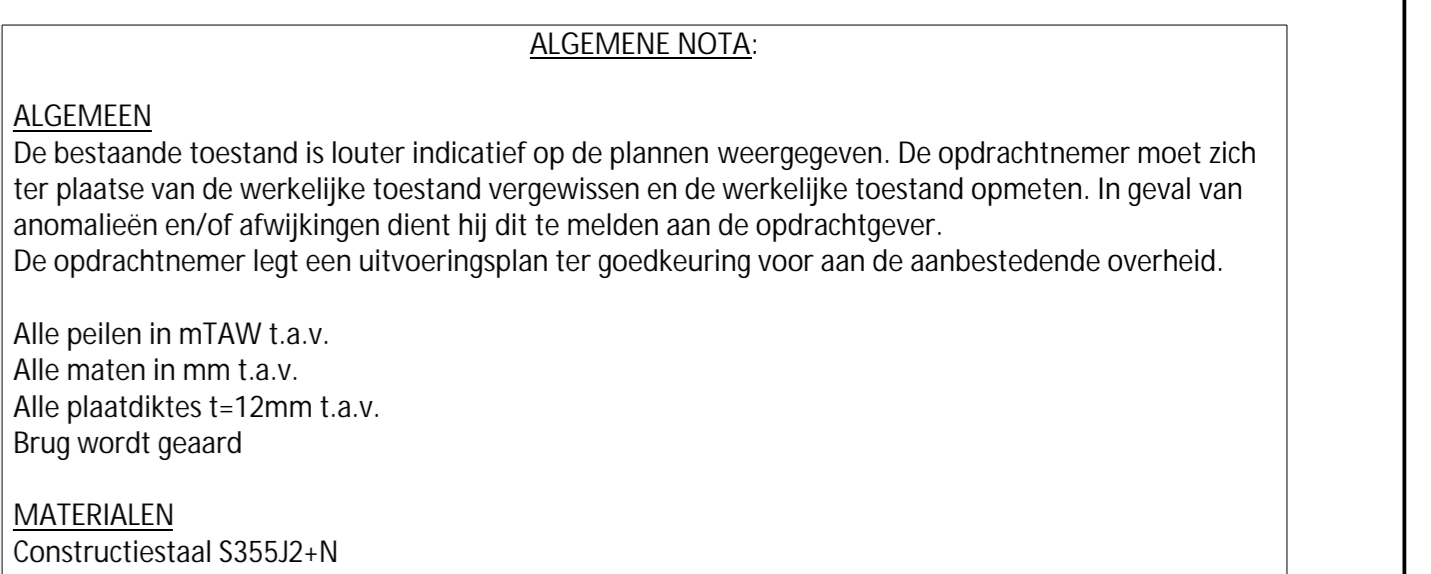 ALGEMENE NOTA:
ALGEMEEN
De bestaande toestand is louter indicatief op de plannen weergegeven. De opdrachtnemer moet zich
ter plaatse van de werkelijke toestand vergewissen en de werkelijke toestand opmeten. In geval van
anomalieën en/of afwijkingen dient hij dit te melden aan de opdrachtgever.
De opdrachtnemer legt een uitvoeringsplan ter goedkeuring voor aan de aanbestedende overheid.
Alle peilen in mTAW t.a.v.
Alle maten in mm t.a.v.
Alle plaatdiktes t=12mm t.a.v.
Brug wordt geaard
MATERIALEN
Constructiestaal S355J2+N